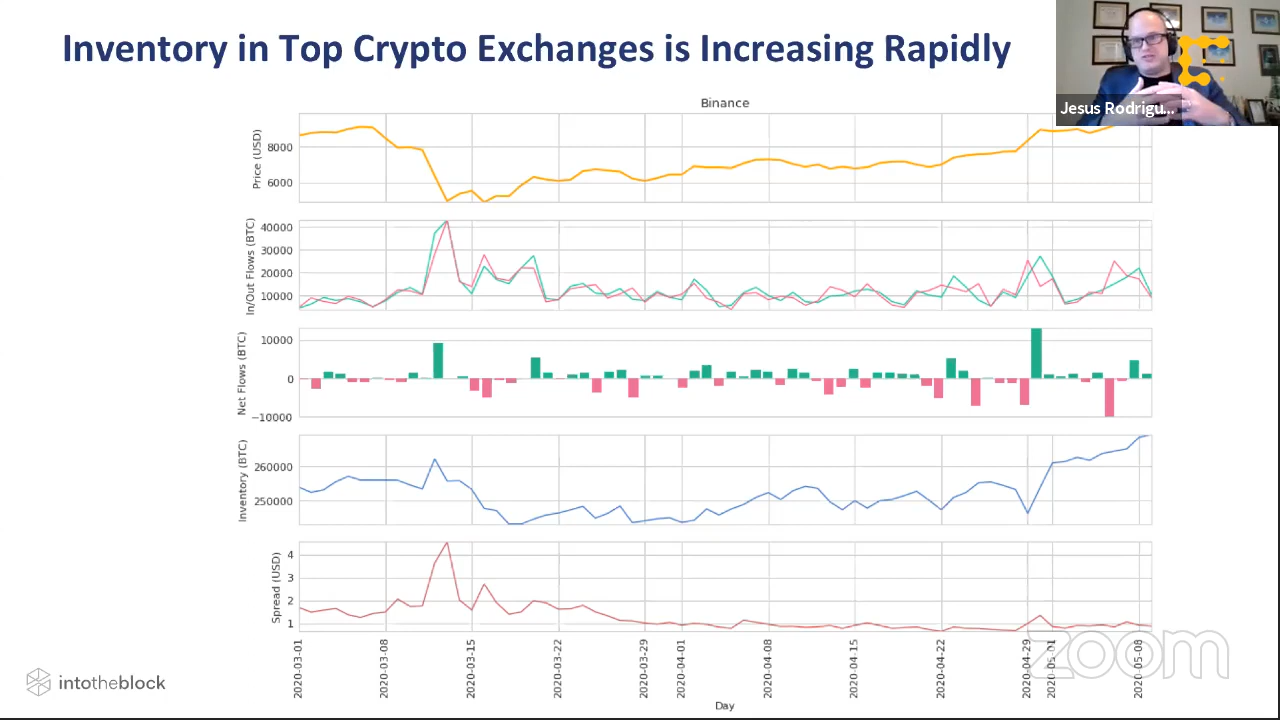 Inventory in Top Crypto Exchanges is Increasing Rapidly
Jesus Rodrigu...
Binance
Price (USD)
8000
6000
In/Out Flows (BTC)
40000
30000
20000
10000
Net Flows (BTC)
10000
0
−10000
Inventory (BTC)
260000
250000
Spread (USD)
4
3
2
1
2020-03-01
2020-03-08
2020-03-15
2020-03-22
2020-03-29
2020-04-01
2020-04-08
2020-04-15
2020-04-22
2020-04-29
2020-05-01
2020-05-08
Day
intotheblock
zoom